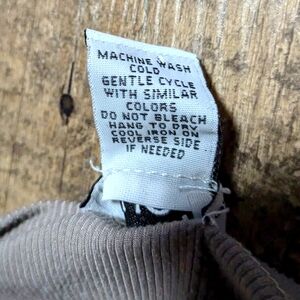 MACHINE WASH
COLD
GENTLE CYCLE
WITH SIMILAR
COLORS
DO NOT BLEACH
HANG TO DRY
COOL IRON ON
REVERSE SIDE
IF NEEDED